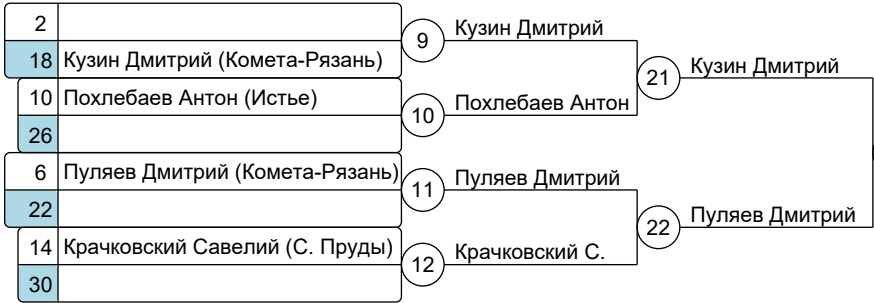 2
18 Кузин Дмитрий (Комета-Рязань)
10 Похлебаев Антон (Истье)
26
6 Пуляев Дмитрий (Комета-Рязань)
22
14 Крачковский Савелий (С. Пруды)
30
9 Кузин Дмитрий
10 Похлебаев Антон
11 Пуляев Дмитрий
12 Крачковский С.
21 Кузин Дмитрий
22 Пуляев Дмитрий